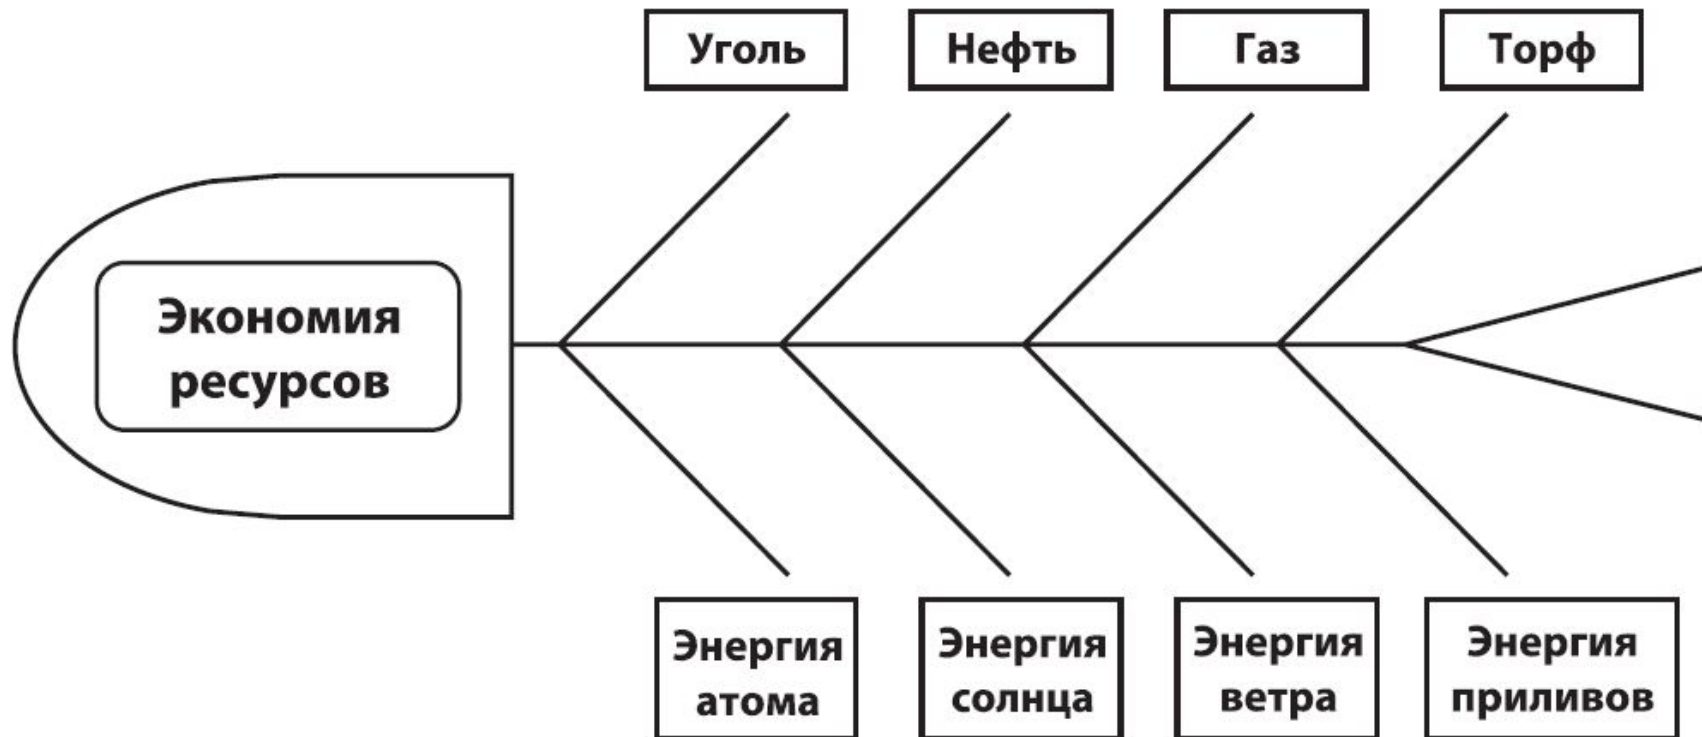 Уголь
Нефть
Газ
Торф
Экономия
ресурсов
Энергия
атома
Энергия
солнца
Энергия
ветра
Энергия
приливов